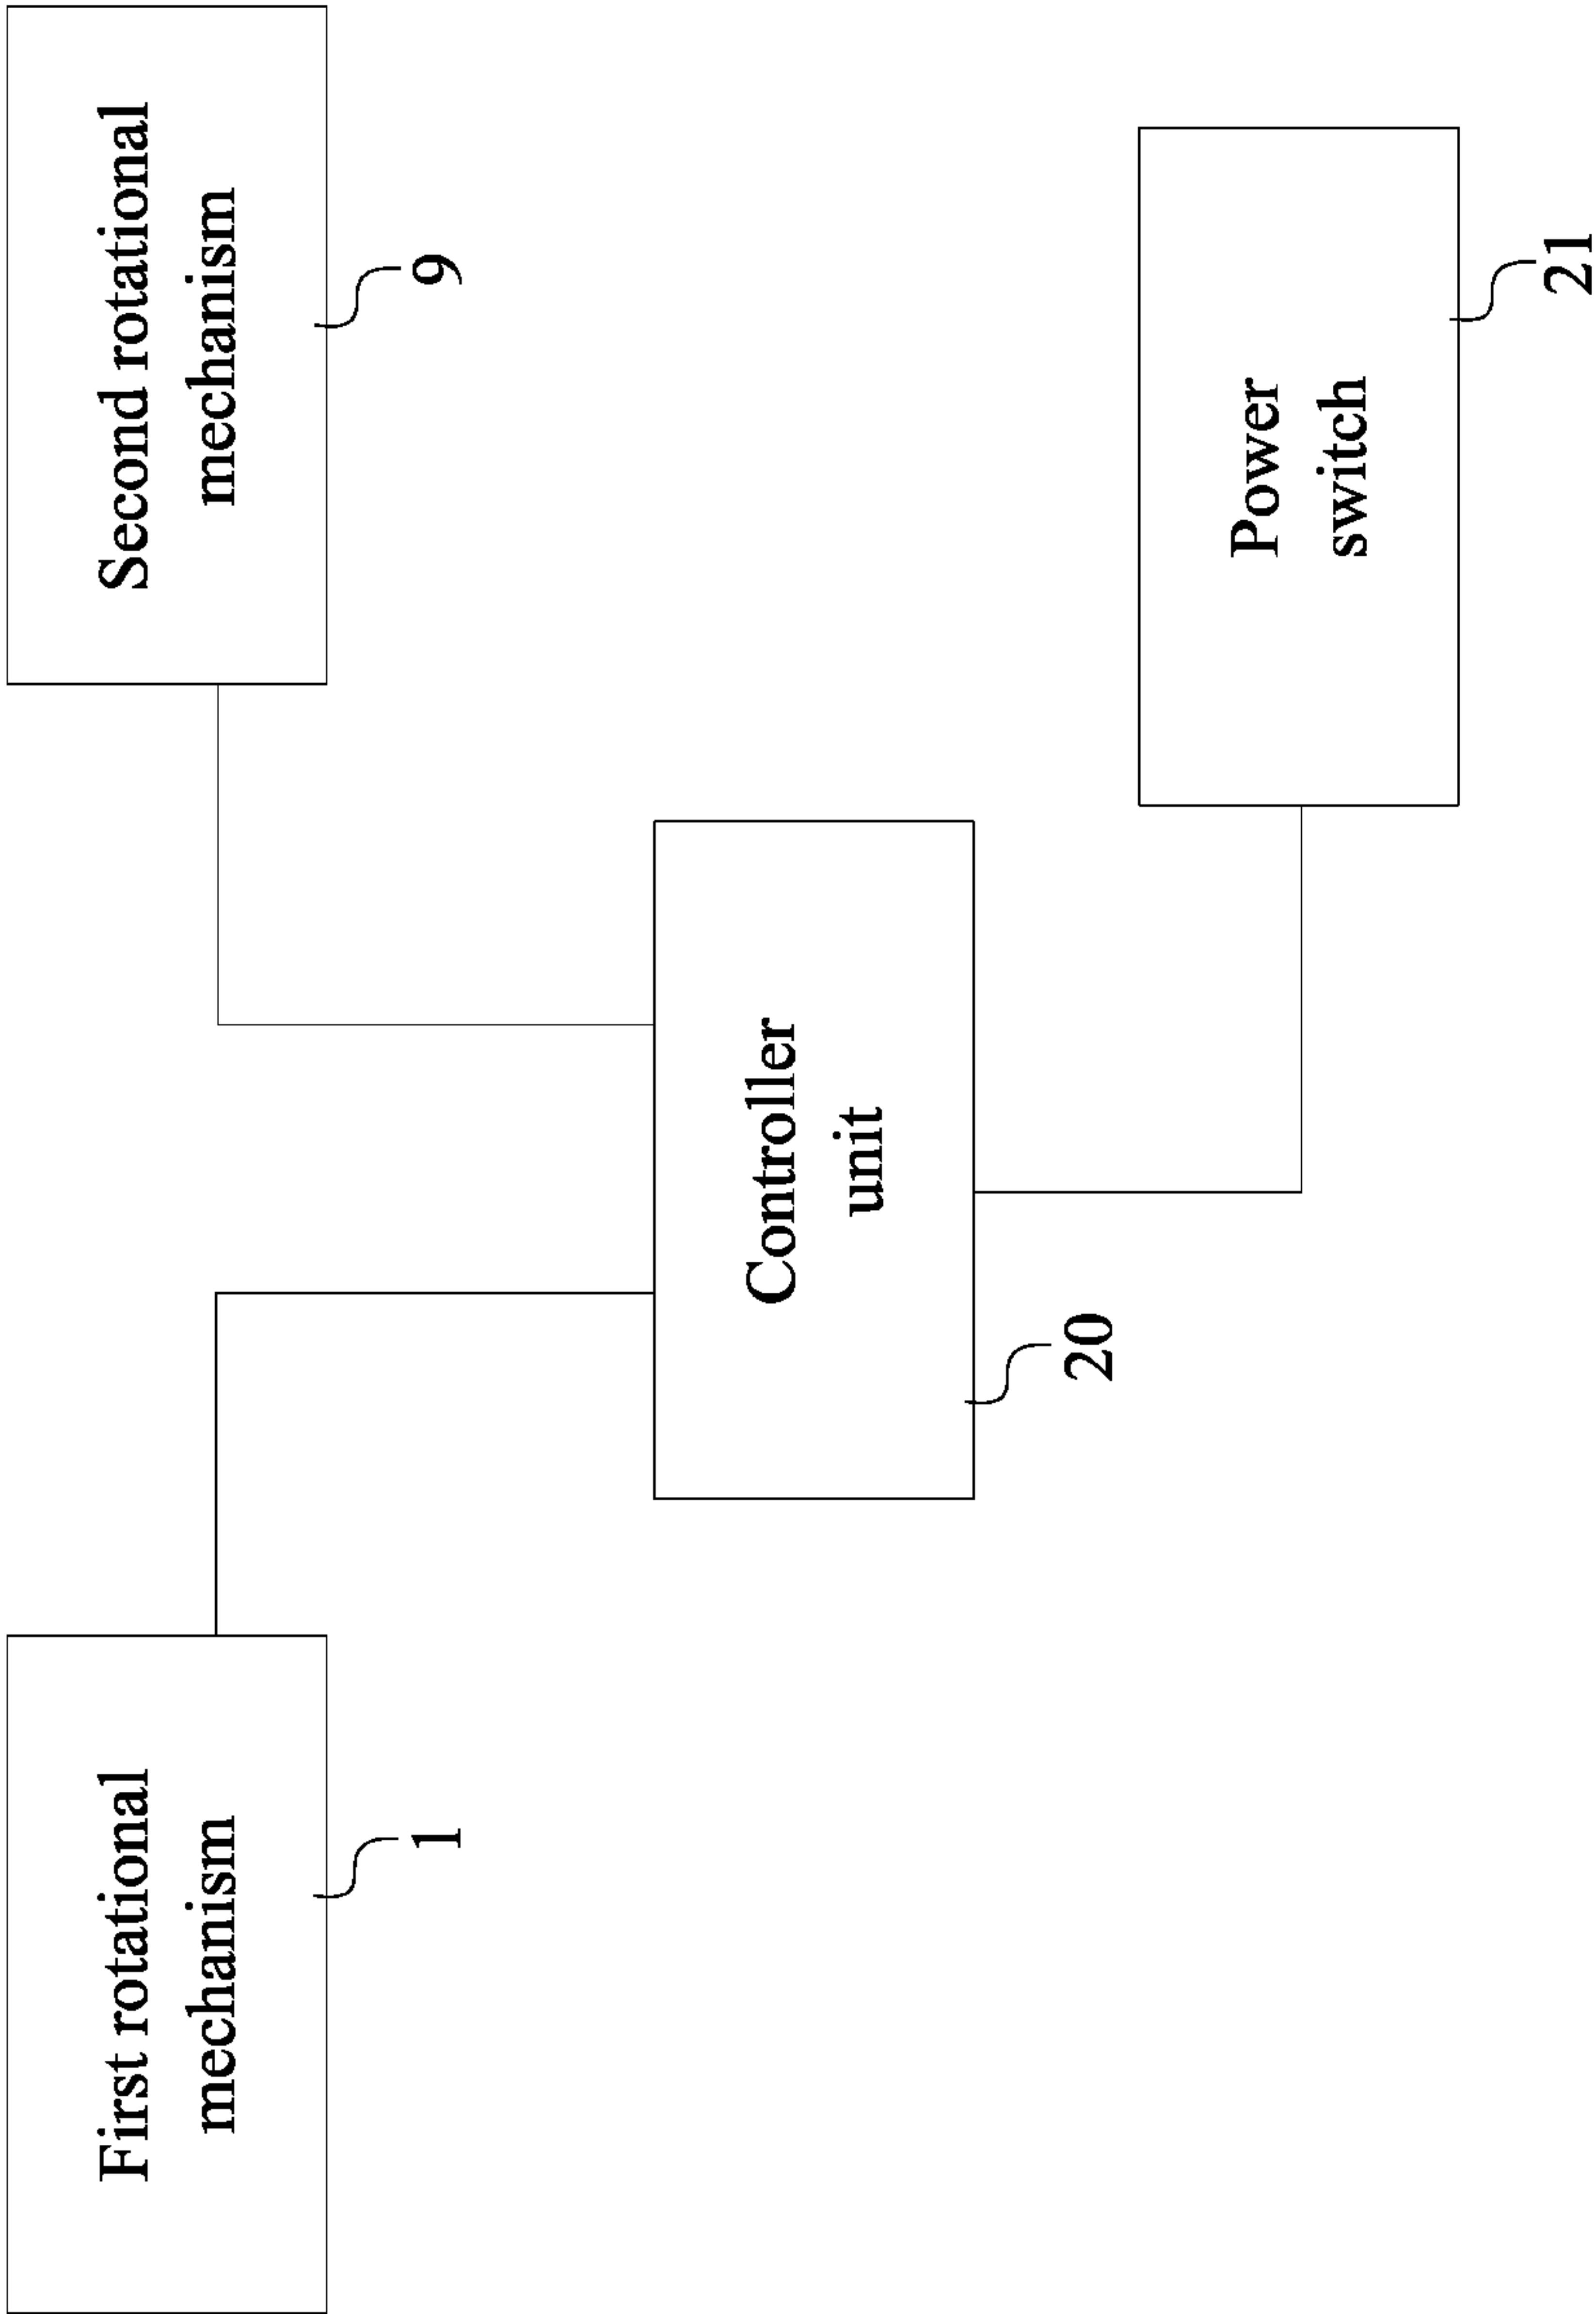 First rotational
mechanism
1
Second rotational
mechanism
9
Controller
unit
20
Power
switch
21